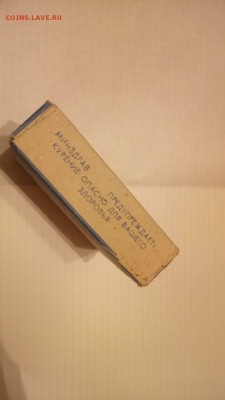 COINS.LAVE.RU
МИНЗДРАВ ПРЕДУПРЕЖДАЕТ:
КУРЕНИЕ ОПАСНО ДЛЯ ВАШЕГО
ЗДОРОВЬЯ